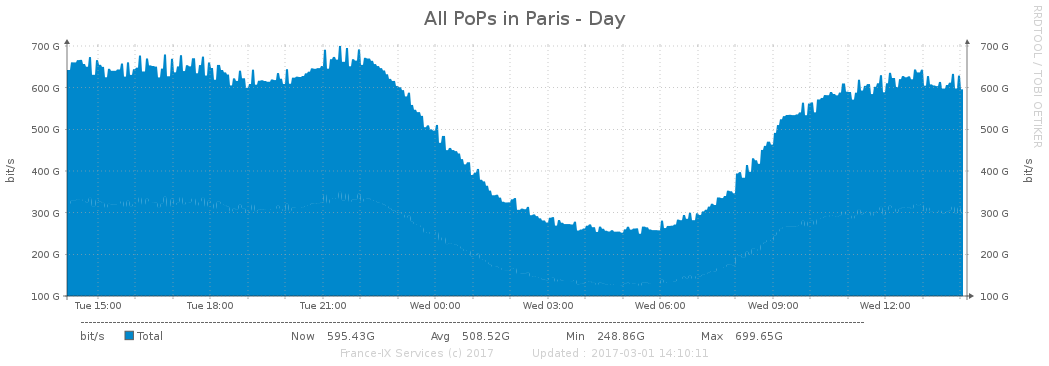 All PoPs in Paris - Day
RRDTOOL / TOBI OETIKER
700 G 700 G
600 G 600 G
500 G 500 G
400 G 400 G
300 G 300 G
200 G 200 G
100 G 100 G
bit/s bit/s
Tue 15:00 Tue 18:00 Tue 21:00 Wed 00:00 Wed 03:00 Wed 06:00 Wed 09:00 Wed 12:00
bit/s Total Now 595.43G Avg 508.52G Min 248.86G Max 699.65G
France-IX Services (c) 2017 Updated : 2017-03-01 14:10:11